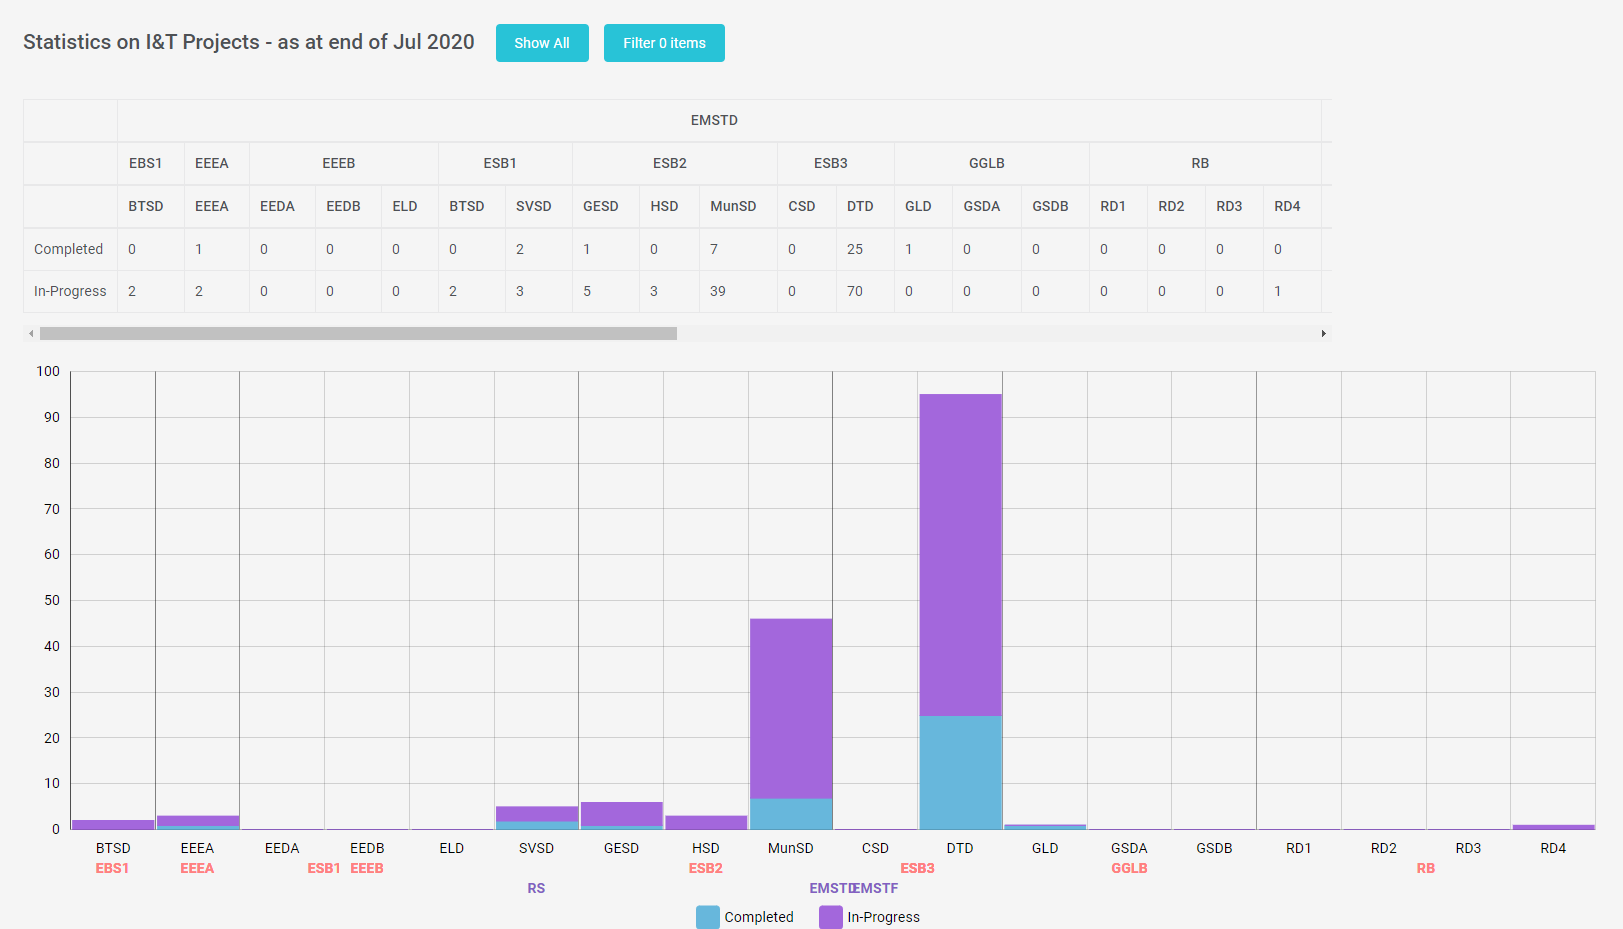 Statistics on I&T Projects - as at end of Jul 2020 Show All Filter 0 items
EMSTD
EBS1 EEEA EEEB ESB1 ESB2 ESB3 GGLB RB
BTSD EEEA EEDA EEDB ELD BTSD SVSD GESD HSD MunSD CSD DTD GLD GSDA GSDB RD1 RD2 RD3 RD4
Completed 0 1 0 0 0 0 2 1 0 7 0 25 1 0 0 0 0 0 0
In-Progress 2 2 0 0 0 2 3 5 3 39 0 70 0 0 0 0 0 0 1
100
90
80
70
60
50
40
30
20
10
0
BTSD EEEA EEDA EEDB ELD SVSD GESD HSD MunSD CSD DTD GLD GSDA GSDB RD1 RD2 RD3 RD4
EBS1 EEEA ESB1 EEEB ESB2 ESB3 GGLB RB
RS EMSTD EMSTF
Completed In-Progress